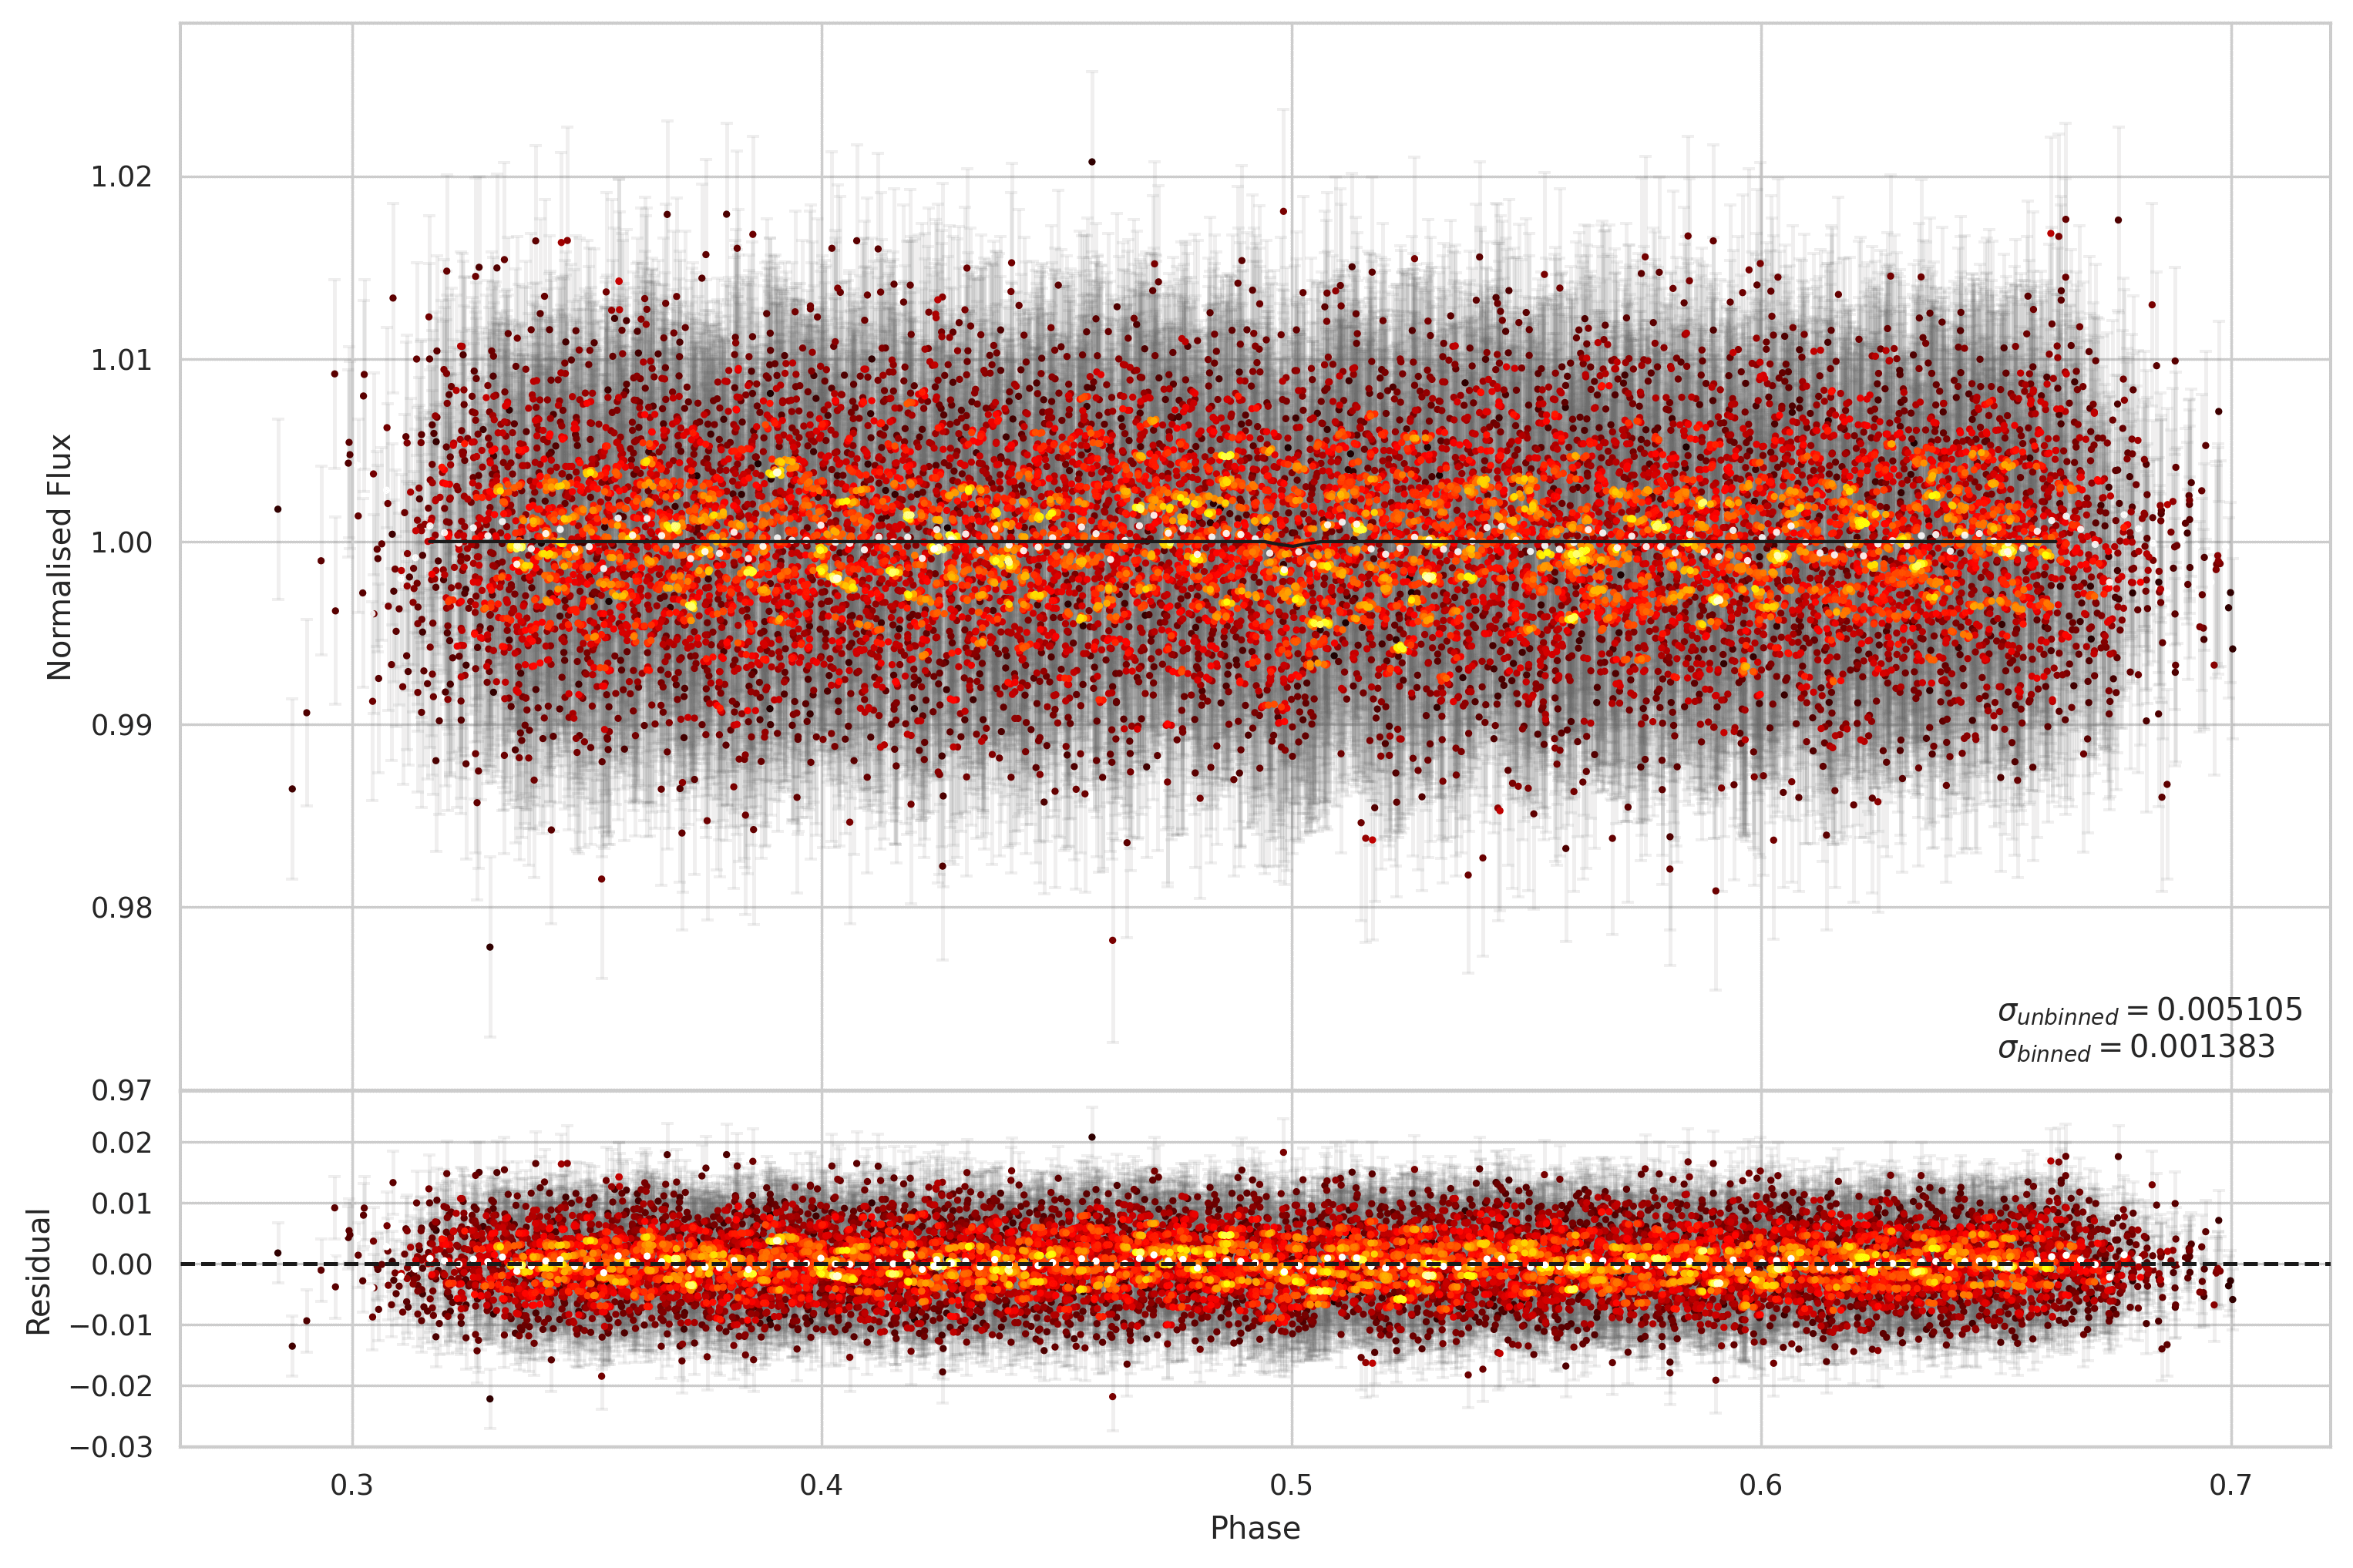 Normalised Flux
1.02
1.01
1.00
0.99
0.98
0.97
σunbinned = 0.005105
σbinned = 0.001383
Residual
0.02
0.01
0.00
−0.01
−0.02
−0.03
0.3 0.4 0.5 0.6 0.7
Phase